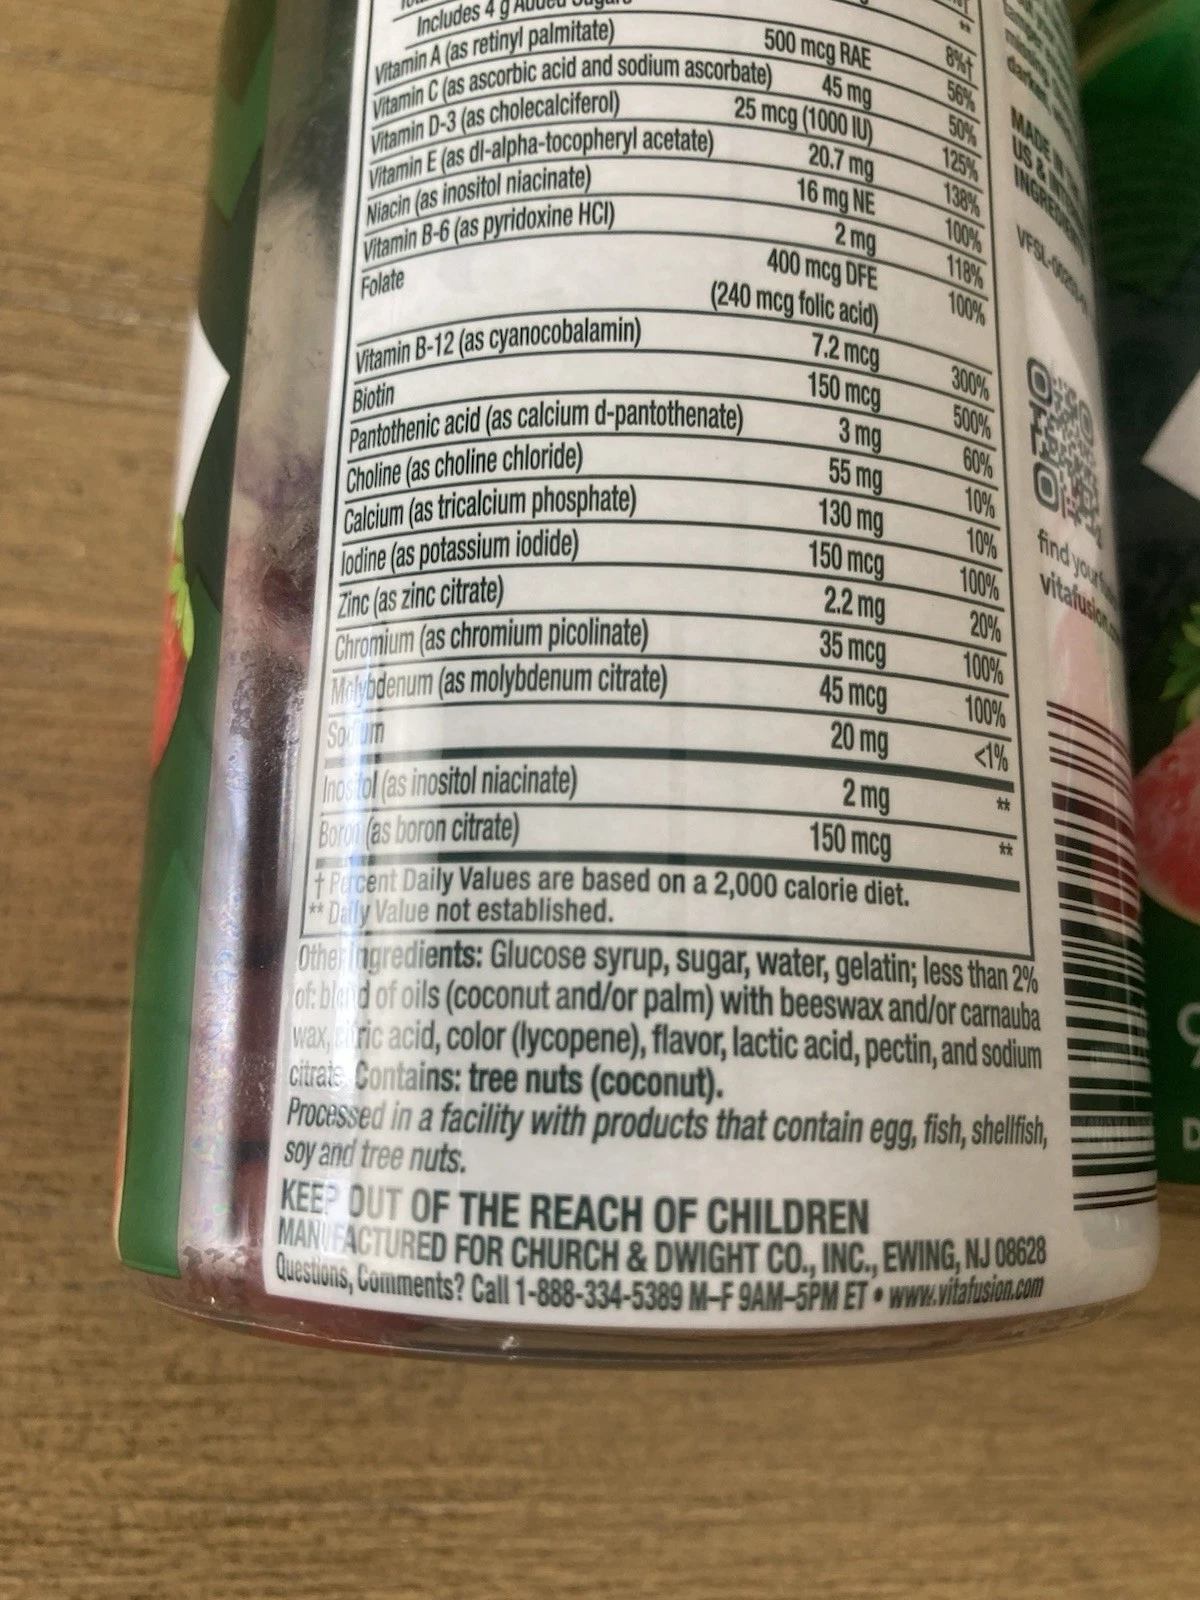 Includes 4 g Added Sugars 8%†
**
Vitamin A (as retinyl palmitate) 500 mcg RAE 56%
Vitamin C (as ascorbic acid and sodium ascorbate) 45 mg 50%
Vitamin D-3 (as cholecalciferol) 25 mcg (1000 IU) 125%
Vitamin E (as dl-alpha-tocopheryl acetate) 20.7 mg 138%
Niacin (as inositol niacinate) 16 mg NE 100%
Vitamin B-6 (as pyridoxine HCl) 2 mg 118%
Folate 400 mcg DFE 100%
(240 mcg folic acid)
Vitamin B-12 (as cyanocobalamin) 7.2 mcg 300%
Biotin 150 mcg 500%
Pantothenic acid (as calcium d-pantothenate) 3 mg 60%
Choline (as choline chloride) 55 mg 10%
Calcium (as tricalcium phosphate) 130 mg 10%
Iodine (as potassium iodide) 150 mcg 100%
Zinc (as zinc citrate) 2.2 mg 20%
Chromium (as chromium picolinate) 35 mcg 100%
Molybdenum (as molybdenum citrate) 45 mcg 100%
Sodium 20 mg <1%
Inositol (as inositol niacinate) 2 mg **
Boron (as boron citrate) 150 mcg **
† Percent Daily Values are based on a 2,000 calorie diet.
** Daily Value not established.
Other Ingredients: Glucose syrup, sugar, water, gelatin; less than 2%
of: blend of oils (coconut and/or palm) with beeswax and/or carnauba
wax, citric acid, color (lycopene), flavor, lactic acid, pectin, and sodium
citrate. Contains: tree nuts (coconut).
Processed in a facility with products that contain egg, fish, shellfish,
soy and tree nuts.
KEEP OUT OF THE REACH OF CHILDREN
MANUFACTURED FOR CHURCH & DWIGHT CO., INC., EWING, NJ 08628
Questions, Comments? Call 1-888-334-5389 M–F 9AM–5PM ET • www.vitafusion.com
MADE IN
US &
find your